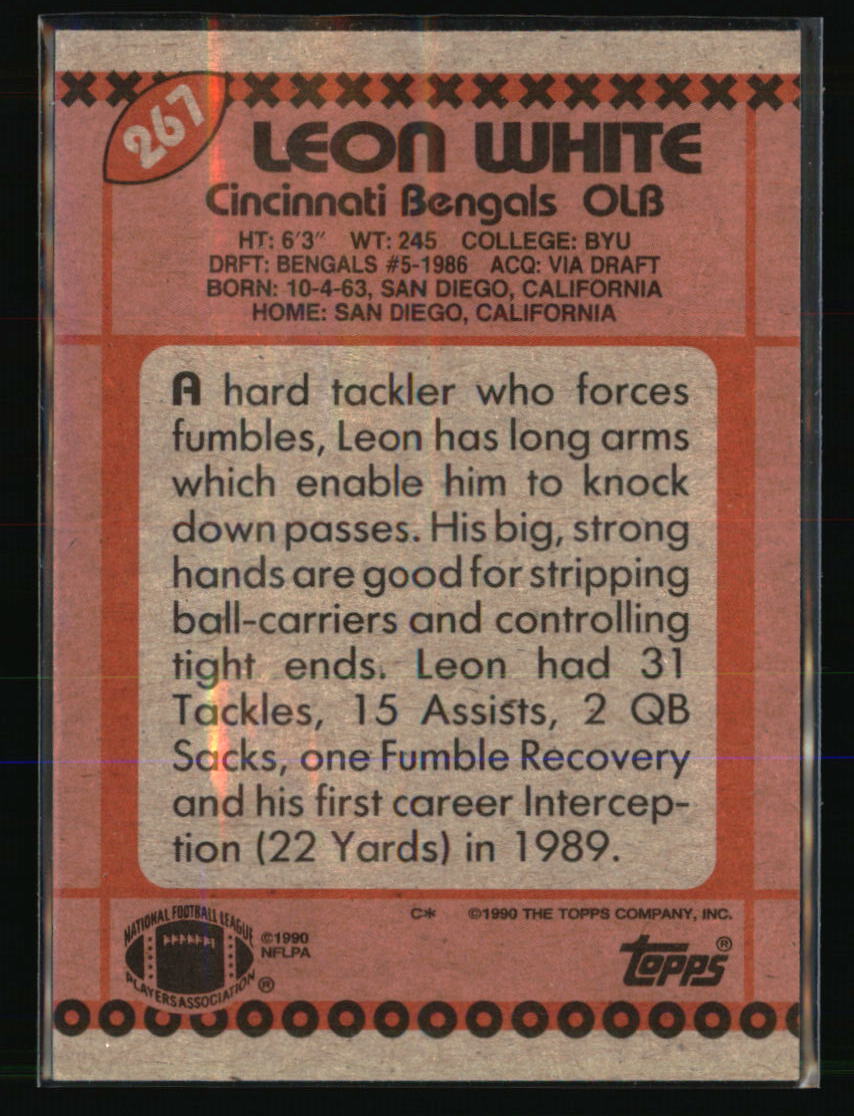 267
LEON WHITE
Cincinnati Bengals OLB
HT: 6'3" WT: 245 COLLEGE: BYU
DRFT: BENGALS #5-1986 ACQ: VIA DRAFT
BORN: 10-4-63, SAN DIEGO, CALIFORNIA
HOME: SAN DIEGO, CALIFORNIA
A hard tackler who forces
fumbles, Leon has long arms
which enable him to knock
down passes. His big, strong
hands are good for stripping
ball-carriers and controlling
tight ends. Leon had 31
Tackles, 15 Assists, 2 QB
Sacks, one Fumble Recovery
and his first career Intercep-
tion (22 Yards) in 1989.
C* ©1990 THE TOPPS COMPANY, INC.
NATIONAL FOOTBALL LEAGUE
PLAYERS ASSOCIATION ®
©1990
NFLPA
Topps ®